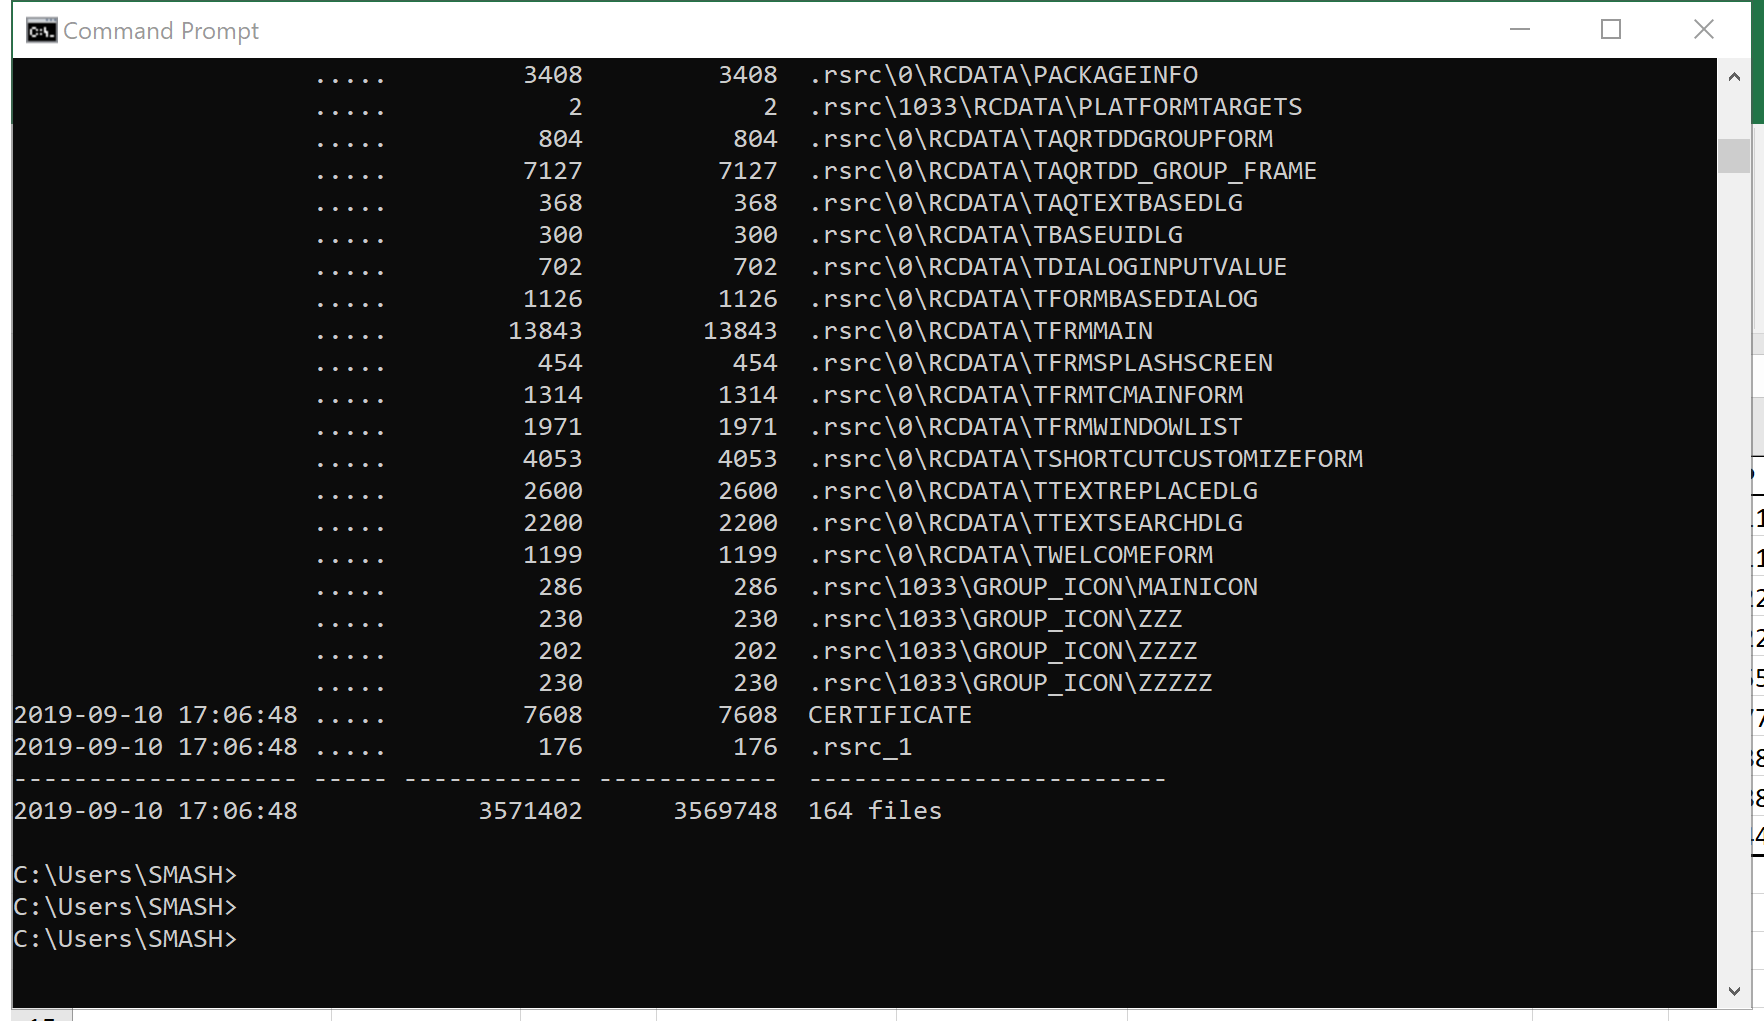 Command Prompt
..... 3408 3408 .rsrc\0\RCDATA\PACKAGEINFO
..... 2 2 .rsrc\1033\RCDATA\PLATFORMTARGETS
..... 804 804 .rsrc\0\RCDATA\TAQRTDDGROUPFORM
..... 7127 7127 .rsrc\0\RCDATA\TAQRTDD_GROUP_FRAME
..... 368 368 .rsrc\0\RCDATA\TAQTEXTBASEDLG
..... 300 300 .rsrc\0\RCDATA\TBASEUIDLG
..... 702 702 .rsrc\0\RCDATA\TDIALOGINPUTVALUE
..... 1126 1126 .rsrc\0\RCDATA\TFORMBASEDIALOG
..... 13843 13843 .rsrc\0\RCDATA\TFRMMAIN
..... 454 454 .rsrc\0\RCDATA\TFRMSPLASHSCREEN
..... 1314 1314 .rsrc\0\RCDATA\TFRMTCMAINFORM
..... 1971 1971 .rsrc\0\RCDATA\TFRMWINDOWLIST
..... 4053 4053 .rsrc\0\RCDATA\TSHORTCUTCUSTOMIZEFORM
..... 2600 2600 .rsrc\0\RCDATA\TTEXTREPLACEDLG
..... 2200 2200 .rsrc\0\RCDATA\TTEXTSEARCHDLG
..... 1199 1199 .rsrc\0\RCDATA\TWELCOMEFORM
..... 286 286 .rsrc\1033\GROUP_ICON\MAINICON
..... 230 230 .rsrc\1033\GROUP_ICON\ZZZ
..... 202 202 .rsrc\1033\GROUP_ICON\ZZZZ
..... 230 230 .rsrc\1033\GROUP_ICON\ZZZZZ
2019-09-10 17:06:48 ..... 7608 7608 CERTIFICATE
2019-09-10 17:06:48 ..... 176 176 .rsrc_1
------------------- ----- ------------ ------------ ------------------------
2019-09-10 17:06:48 3571402 3569748 164 files
C:\Users\SMASH>
C:\Users\SMASH>
C:\Users\SMASH>